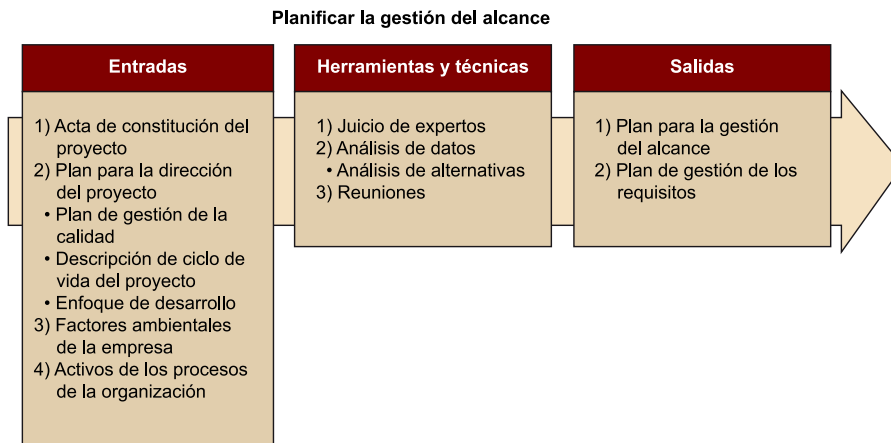 Planificar la gestión del alcance
Entradas
1) Acta de constitución del
proyecto
2) Plan para la dirección
del proyecto
• Plan de gestión de la
calidad
• Descripción de ciclo de
vida del proyecto
• Enfoque de desarrollo
3) Factores ambientales
de la empresa
4) Activos de los procesos
de la organización
Herramientas y técnicas
1) Juicio de expertos
2) Análisis de datos
• Análisis de alternativas
3) Reuniones
Salidas
1) Plan para la gestión
del alcance
2) Plan de gestión de los
requisitos